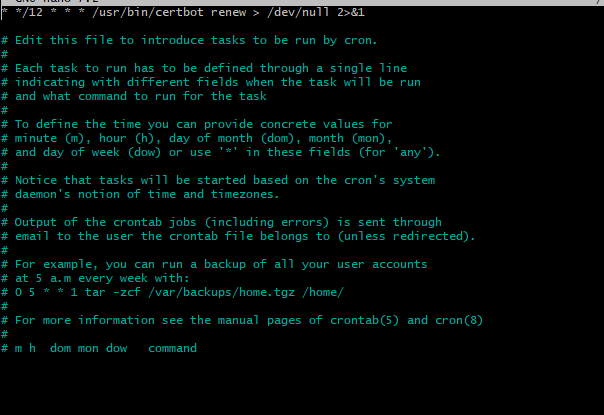 * */12 * * * /usr/bin/certbot renew > /dev/null 2>&1
# Edit this file to introduce tasks to be run by cron.
#
# Each task to run has to be defined through a single line
# indicating with different fields when the task will be run
# and what command to run for the task
#
# To define the time you can provide concrete values for
# minute (m), hour (h), day of month (dom), month (mon),
# and day of week (dow) or use '*' in these fields (for 'any').
#
# Notice that tasks will be started based on the cron's system
# daemon's notion of time and timezones.
#
# Output of the crontab jobs (including errors) is sent through
# email to the user the crontab file belongs to (unless redirected).
#
# For example, you can run a backup of all your user accounts
# at 5 a.m every week with:
# 0 5 * * 1 tar -zcf /var/backups/home.tgz /home/
#
# For more information see the manual pages of crontab(5) and cron(8)
#
# m h  dom mon dow   command